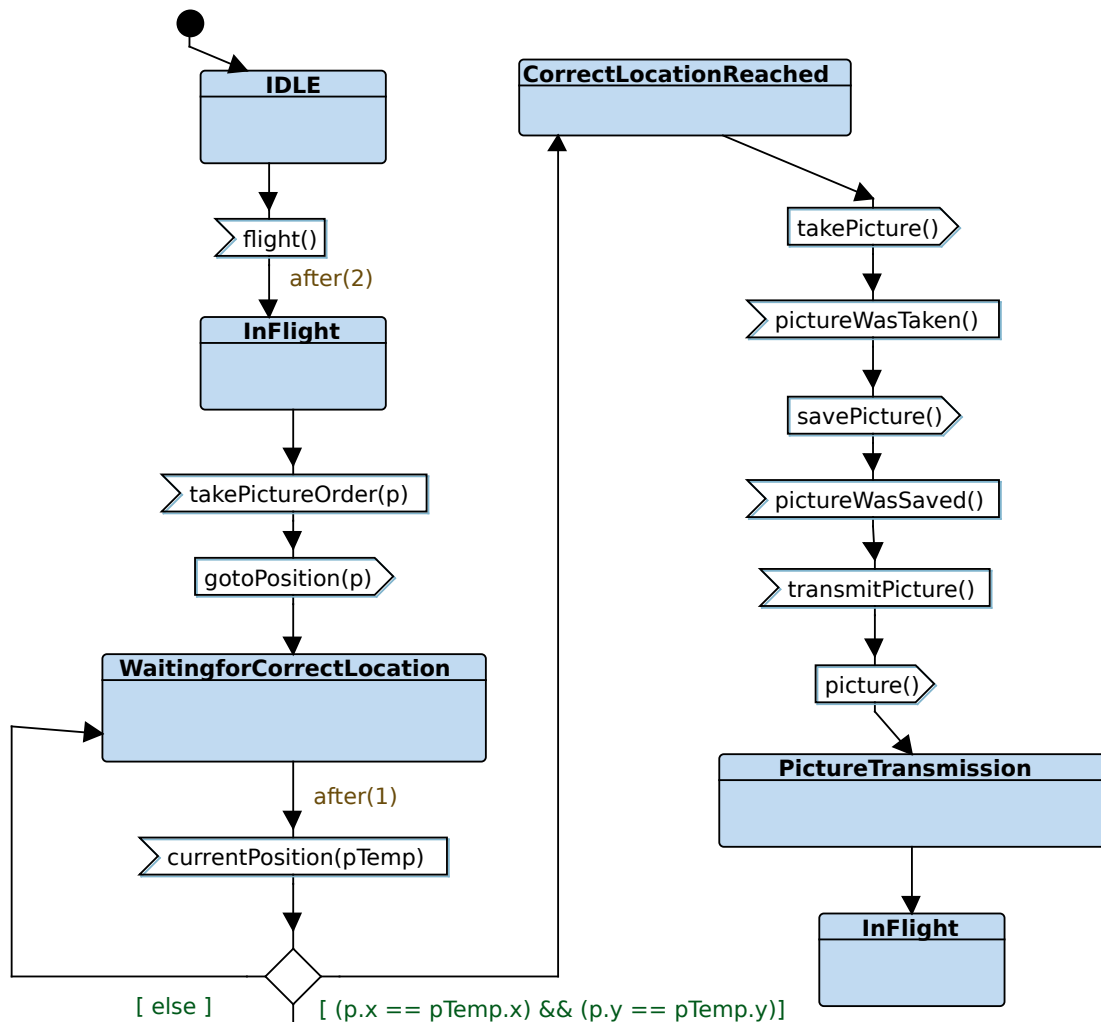 IDLE
flight()
after(2)
InFlight
takePictureOrder(p)
gotoPosition(p)
WaitingforCorrectLocation
after(1)
currentPosition(pTemp)
[ else ]
[ (p.x == pTemp.x) && (p.y == pTemp.y)]
CorrectLocationReached
takePicture()
pictureWasTaken()
savePicture()
pictureWasSaved()
transmitPicture()
picture()
PictureTransmission
InFlight